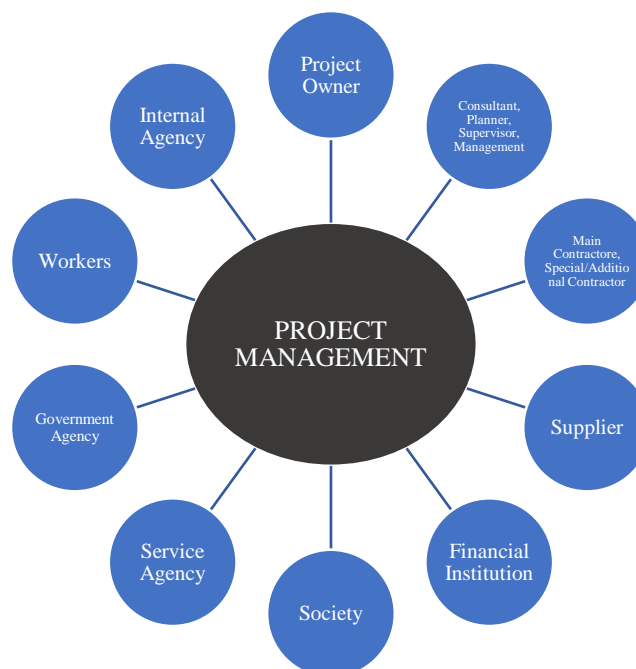 Project
Owner
Consultant,
Planner,
Supervisor,
Management
Main
Contractore,
Special/Additio
nal Contractor
Supplier
Financial
Institution
Society
Service
Agency
Government
Agency
Workers
Internal
Agency
PROJECT
MANAGEMENT